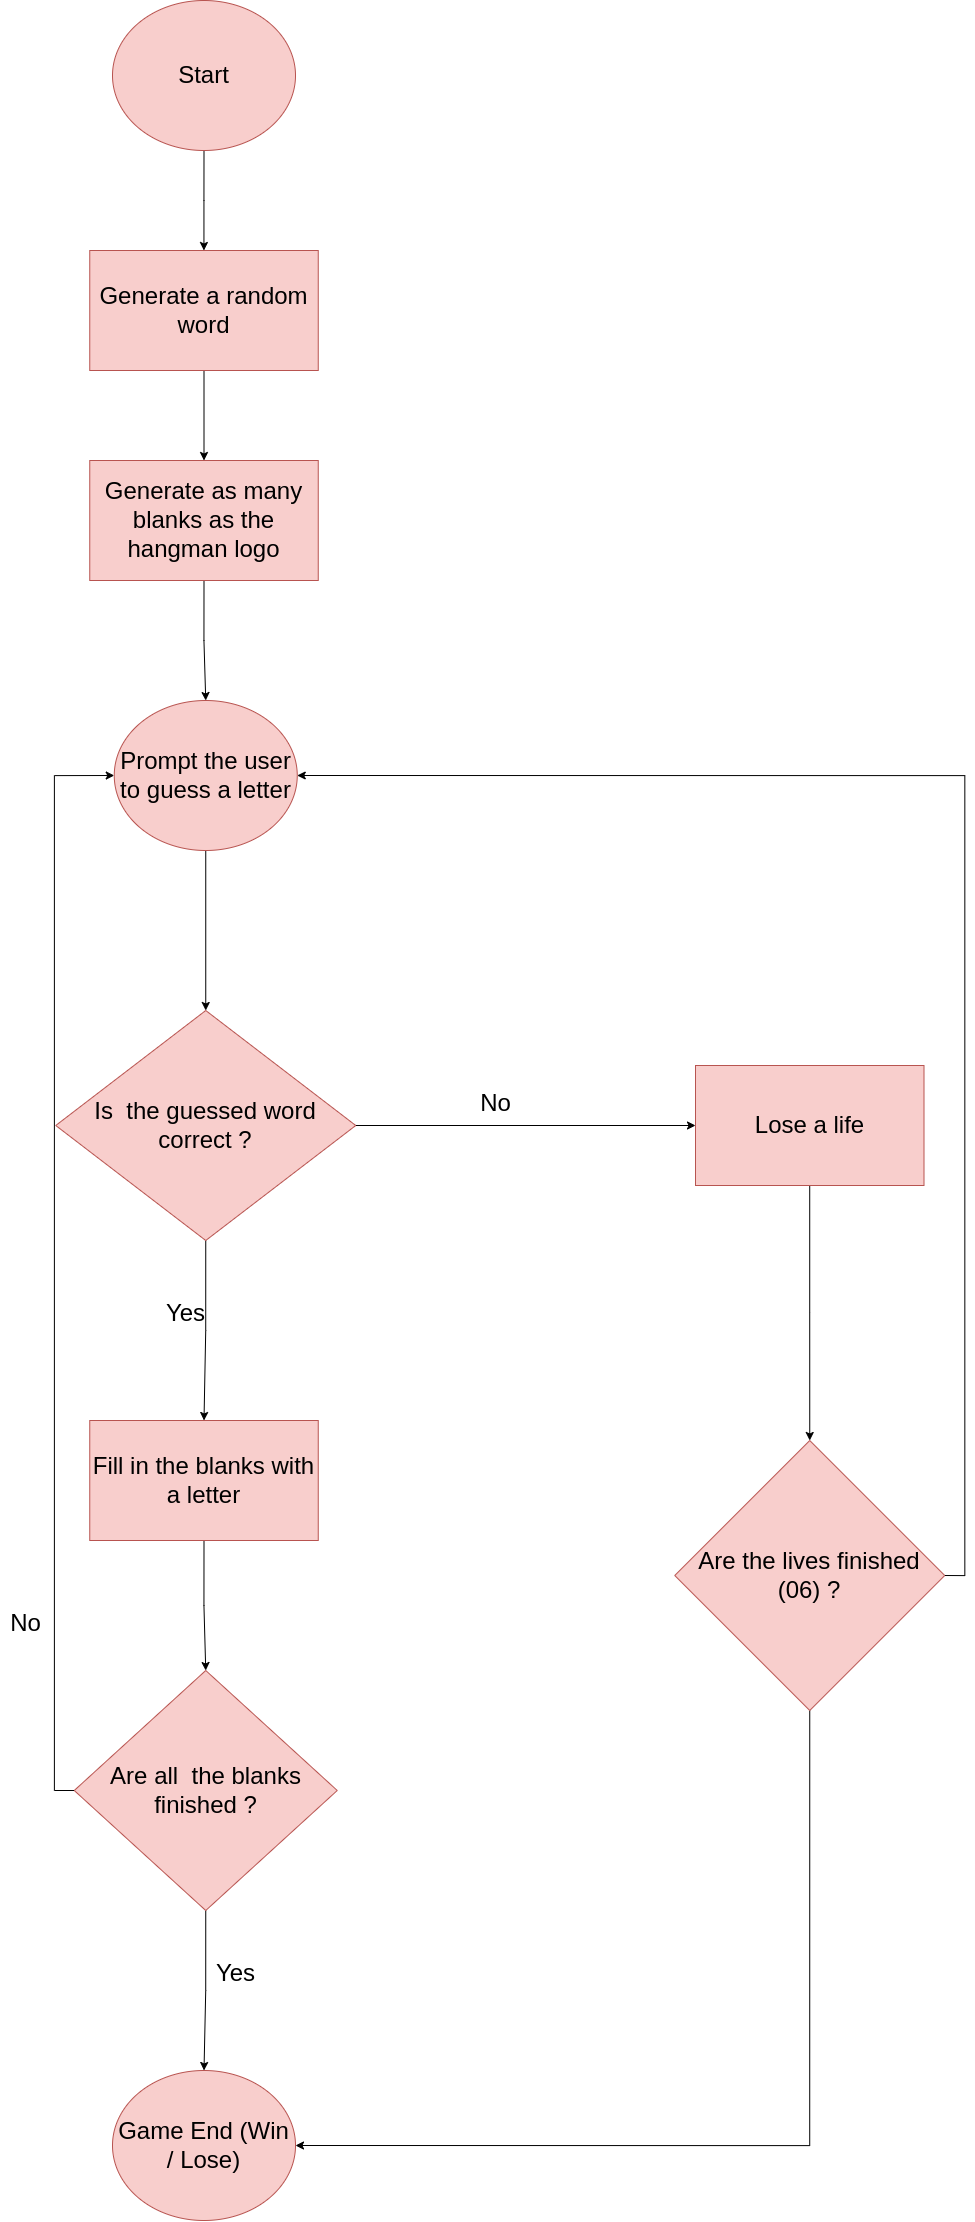 Start
Generate a random
word
Generate as many
blanks as the
hangman logo
Prompt the user
to guess a letter
Is  the guessed word
correct ?
No
Lose a life
Yes
Fill in the blanks with
a letter
Are the lives finished
(06) ?
No
Are all  the blanks
finished ?
Yes
Game End (Win
/ Lose)